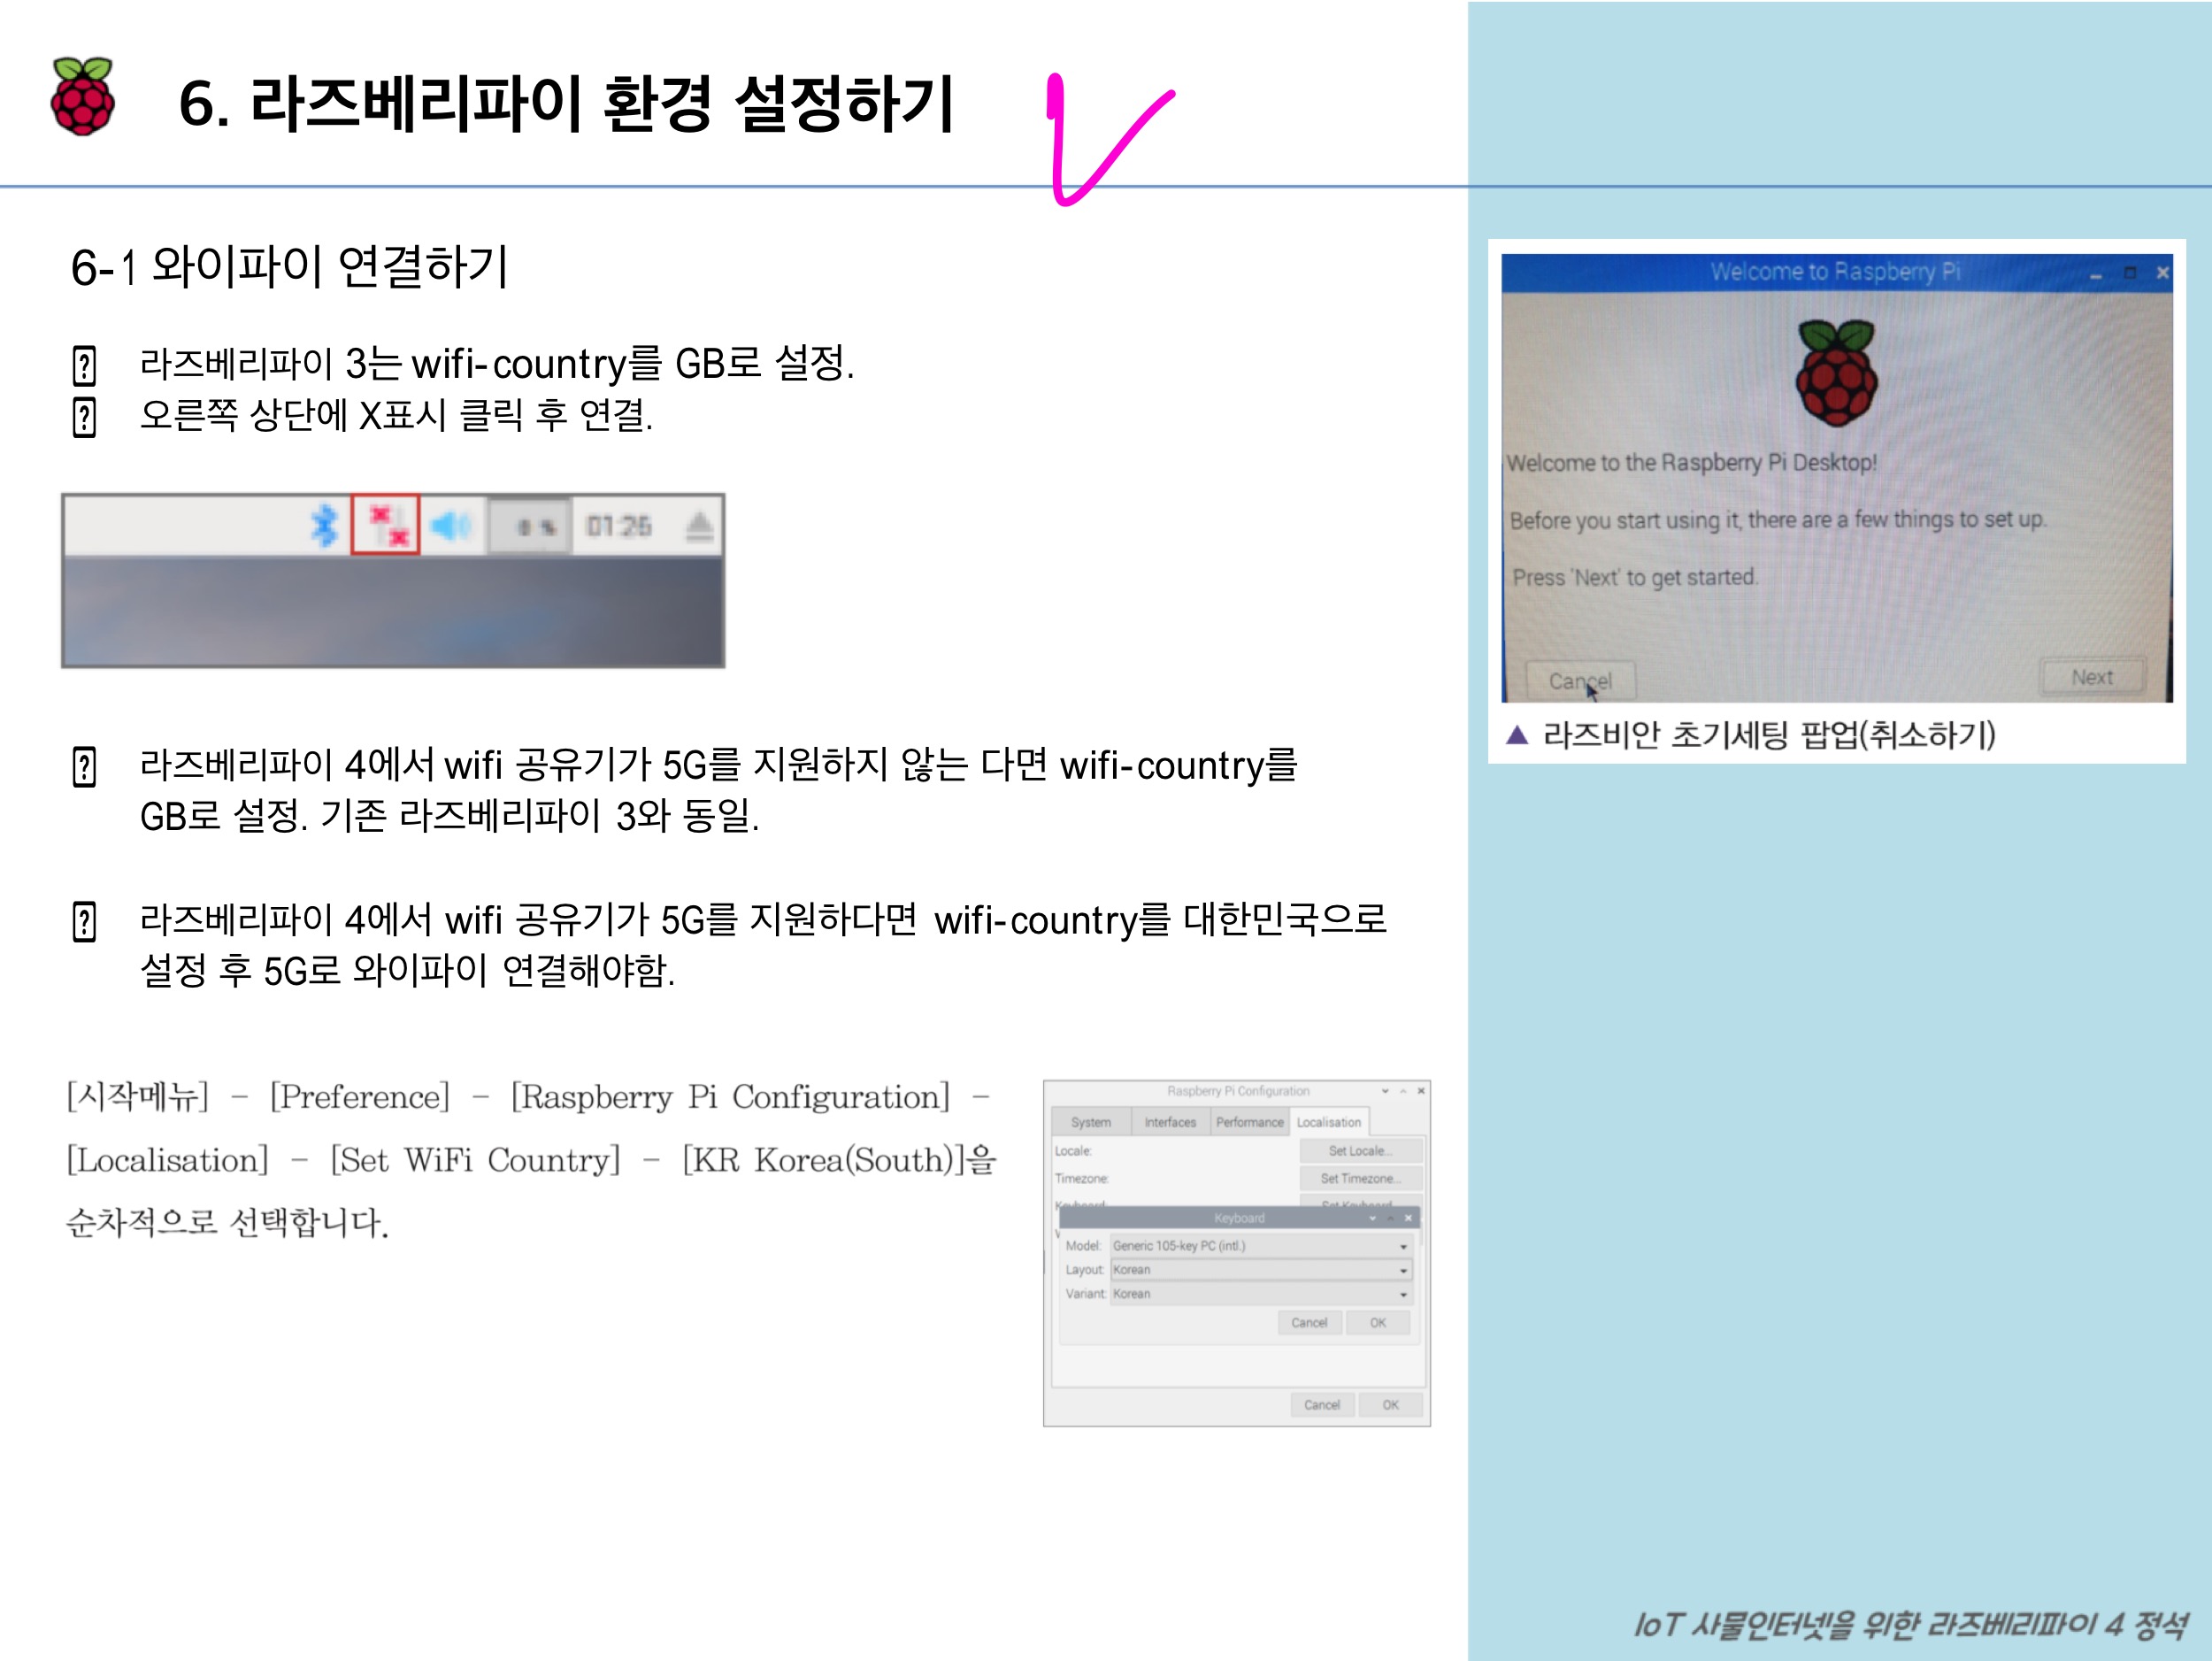 6. 라즈베리파이 환경 설정하기
6-1 와이파이 연결하기
라즈베리파이 3는 wifi-country를 GB로 설정.
오른쪽 상단에 X표시 클릭 후 연결.
0 % 01:26
라즈베리파이 4에서 wifi 공유기가 5G를 지원하지 않는 다면 wifi-country를
GB로 설정. 기존 라즈베리파이 3와 동일.
라즈베리파이 4에서 wifi 공유기가 5G를 지원하다면 wifi-country를 대한민국으로
설정 후 5G로 와이파이 연결해야함.
[시작메뉴] - [Preference] - [Raspberry Pi Configuration] -
[Localisation] - [Set WiFi Country] - [KR Korea(South)]을
순차적으로 선택합니다.
Raspberry Pi Configuration
System Interfaces Performance Localisation
Locale: Set Locale...
Timezone: Set Timezone...
Keyboard: Set Keyboard
Keyboard
Model: Generic 105-key PC (intl.)
Layout: Korean
Variant: Korean
Cancel OK
Cancel OK
Welcome to Raspberry Pi
Welcome to the Raspberry Pi Desktop!
Before you start using it, there are a few things to set up.
Press 'Next' to get started.
Cancel Next
▲ 라즈비안 초기세팅 팝업(취소하기)
IoT 사물인터넷을 위한 라즈베리파이 4 정석